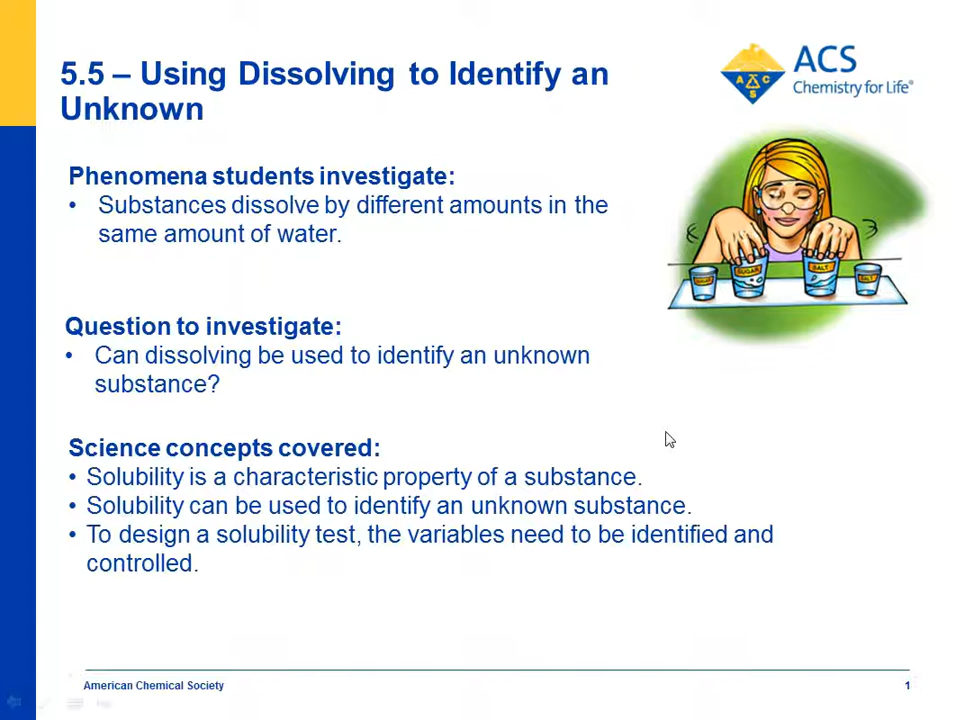 5.5 – Using Dissolving to Identify an
Unknown
ACS
Chemistry for Life®
A C S
Phenomena students investigate:
• Substances dissolve by different amounts in the
same amount of water.
SUGAR
SALT
Question to investigate:
• Can dissolving be used to identify an unknown
substance?
Science concepts covered:
• Solubility is a characteristic property of a substance.
• Solubility can be used to identify an unknown substance.
• To design a solubility test, the variables need to be identified and
controlled.
American Chemical Society
1